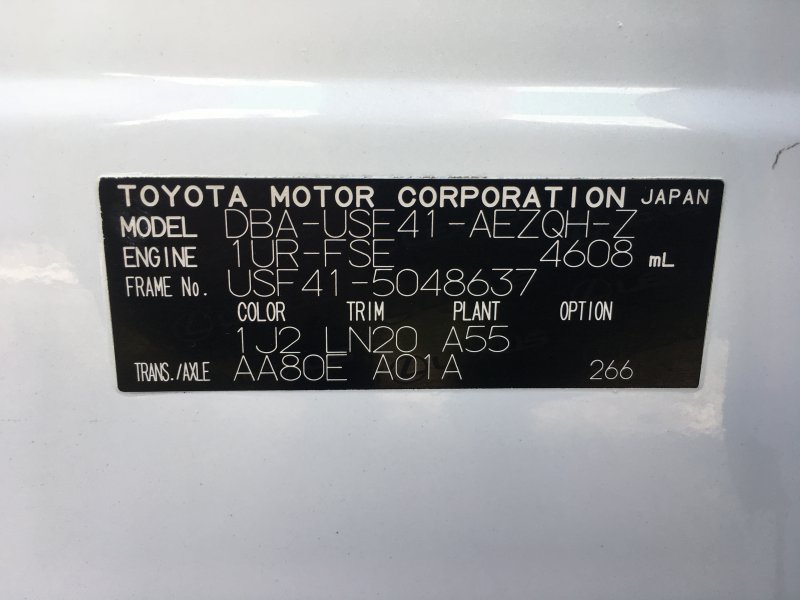 TOYOTA MOTOR CORPORATION JAPAN
MODEL DBA-USF41-AEZQH-Z
ENGINE 1UR-FSE 4608 mL
FRAME No. USF41-5048637
COLOR TRIM PLANT OPTION
1J2 LN20 A55
TRANS./AXLE AA80E A01A 266